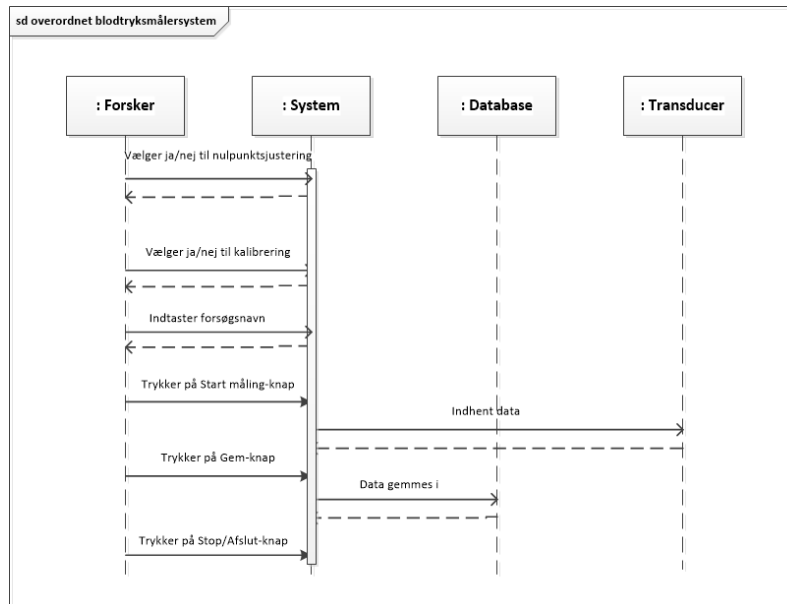 sd overordnet blodtryksmålersystem
: Forsker
: System
: Database
: Transducer
Vælger ja/nej til nulpunktsjustering
Vælger ja/nej til kalibrering
Indtaster forsøgsnavn
Trykker på Start måling-knap
Indhent data
Trykker på Gem-knap
Data gemmes i
Trykker på Stop/Afslut-knap